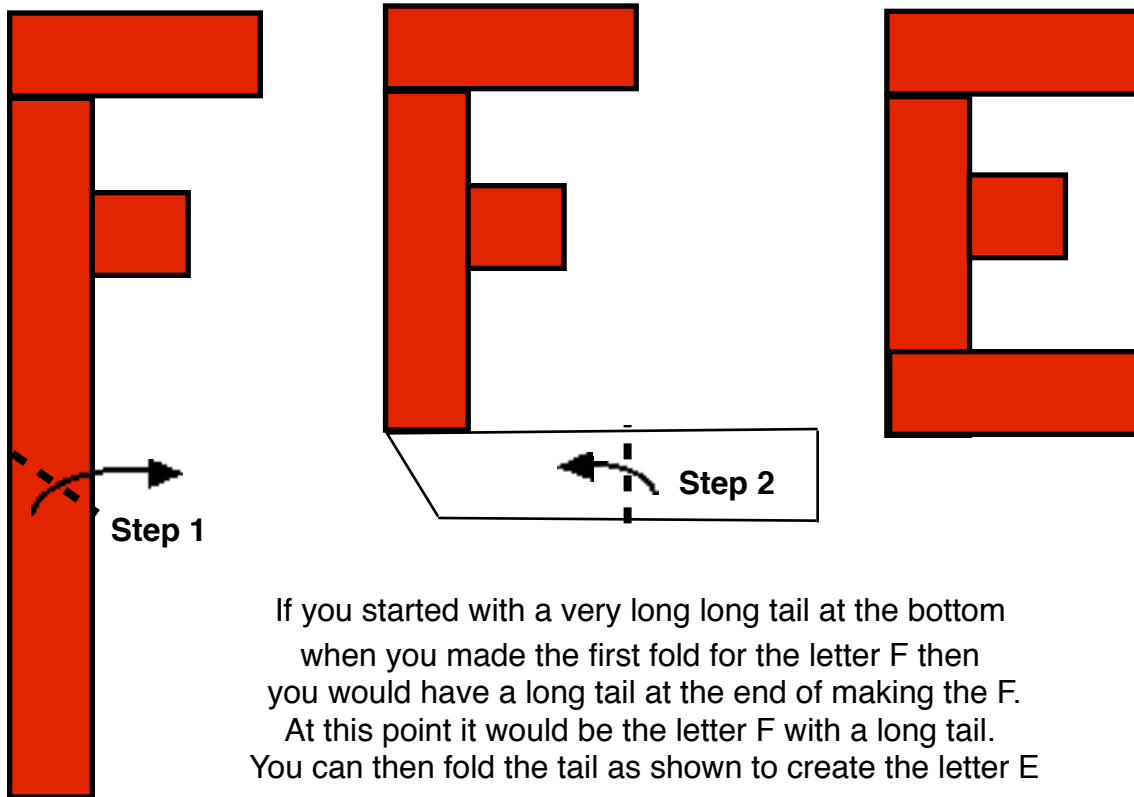 Step 1
Step 2
If you started with a very long long tail at the bottom
when you made the first fold for the letter F then
you would have a long tail at the end of making the F.
At this point it would be the letter F with a long tail.
You can then fold the tail as shown to create the letter E